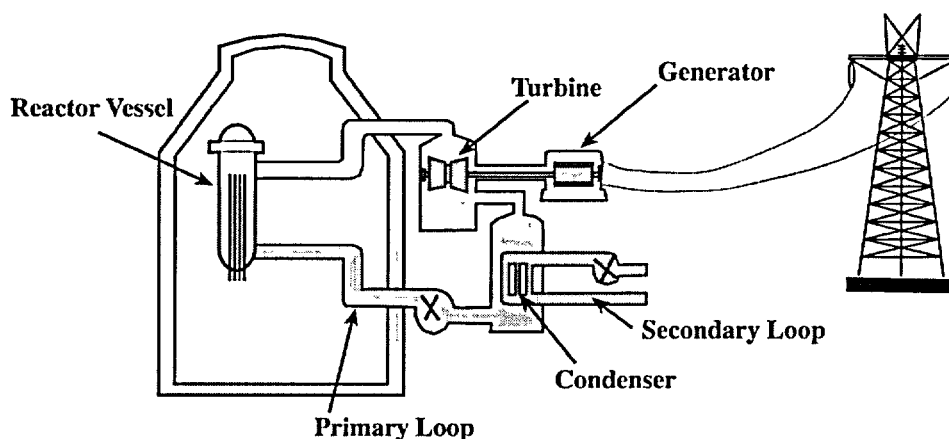 Generator
Turbine
Reactor Vessel
Secondary Loop
Condenser
Primary Loop